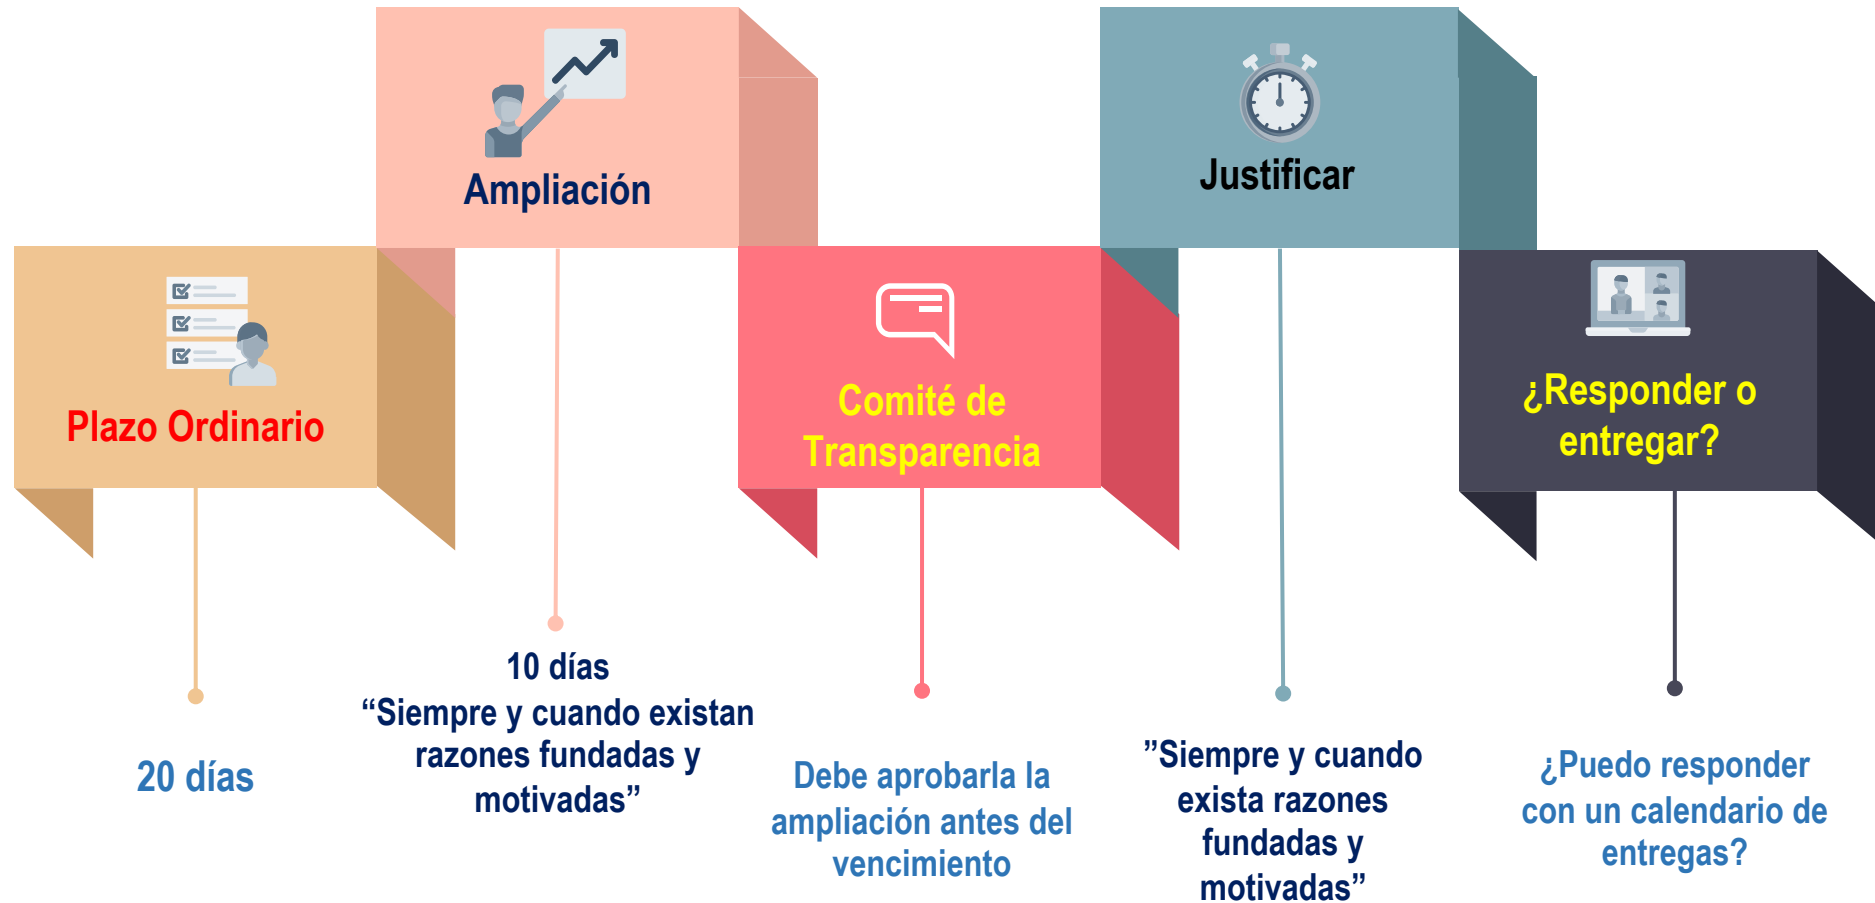 Plazo Ordinario
20 días
Ampliación
10 días
“Siempre y cuando existan
razones fundadas y
motivadas”
Comité de
Transparencia
Debe aprobarla la
ampliación antes del
vencimiento
Justificar
”Siempre y cuando
exista razones
fundadas y
motivadas”
¿Responder o
entregar?
¿Puedo responder
con un calendario de
entregas?